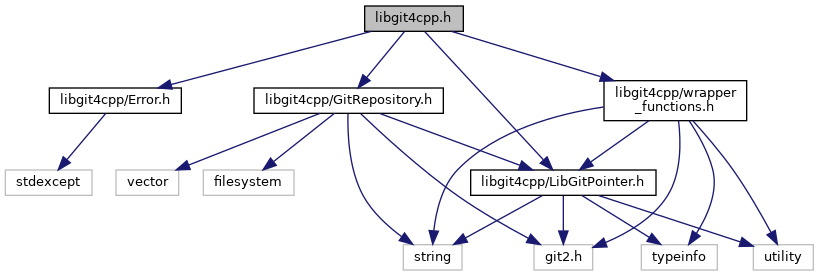 libgit4cpp.h
libgit4cpp/Error.h
libgit4cpp/GitRepository.h
libgit4cpp/wrapper
_functions.h
stdexcept
vector
filesystem
libgit4cpp/LibGitPointer.h
string
git2.h
typeinfo
utility